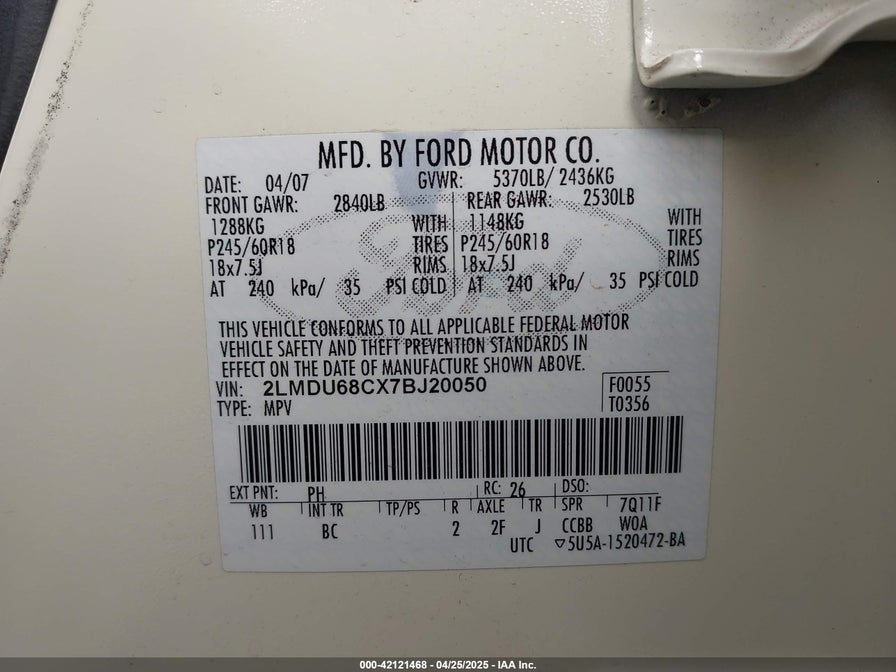 MFD. BY FORD MOTOR CO.
DATE: 04/07 GVWR: 5370LB/ 2436KG
FRONT GAWR: 2840LB REAR GAWR: 2530LB
1288KG WITH 1148KG WITH
P245/60R18 TIRES P245/60R18 TIRES
18x7.5J RIMS 18x7.5J RIMS
AT 240 kPa/ 35 PSI COLD AT 240 kPa/ 35 PSI COLD
Ford
THIS VEHICLE CONFORMS TO ALL APPLICABLE FEDERAL MOTOR
VEHICLE SAFETY AND THEFT PREVENTION STANDARDS IN
EFFECT ON THE DATE OF MANUFACTURE SHOWN ABOVE.
VIN: 2LMDU68CX7BJ20050 F0055
TYPE: MPV T0356
EXT PNT: PH RC: 26 DSO:
WB INT TR TP/PS R AXLE TR SPR 7Q11F
111 BC 2 2F J CCBB WOA
UTC ▽5U5A-1520472-BA
000-42121468 - 04/25/2025 - IAA Inc.